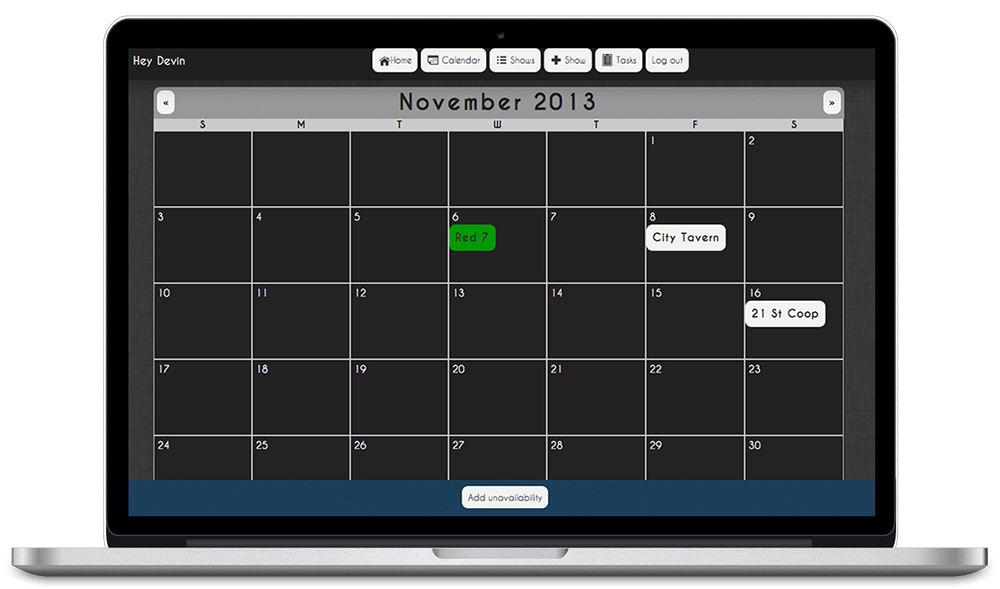 Hey Devin
Home Calendar Shows Show Tasks Log out
« November 2013 »
S M T W T F S
1 2
3 4 5 6 7 8 9
Red 7 City Tavern
10 11 12 13 14 15 16
21 St Coop
17 18 19 20 21 22 23
24 25 26 27 28 29 30
Add unavailability